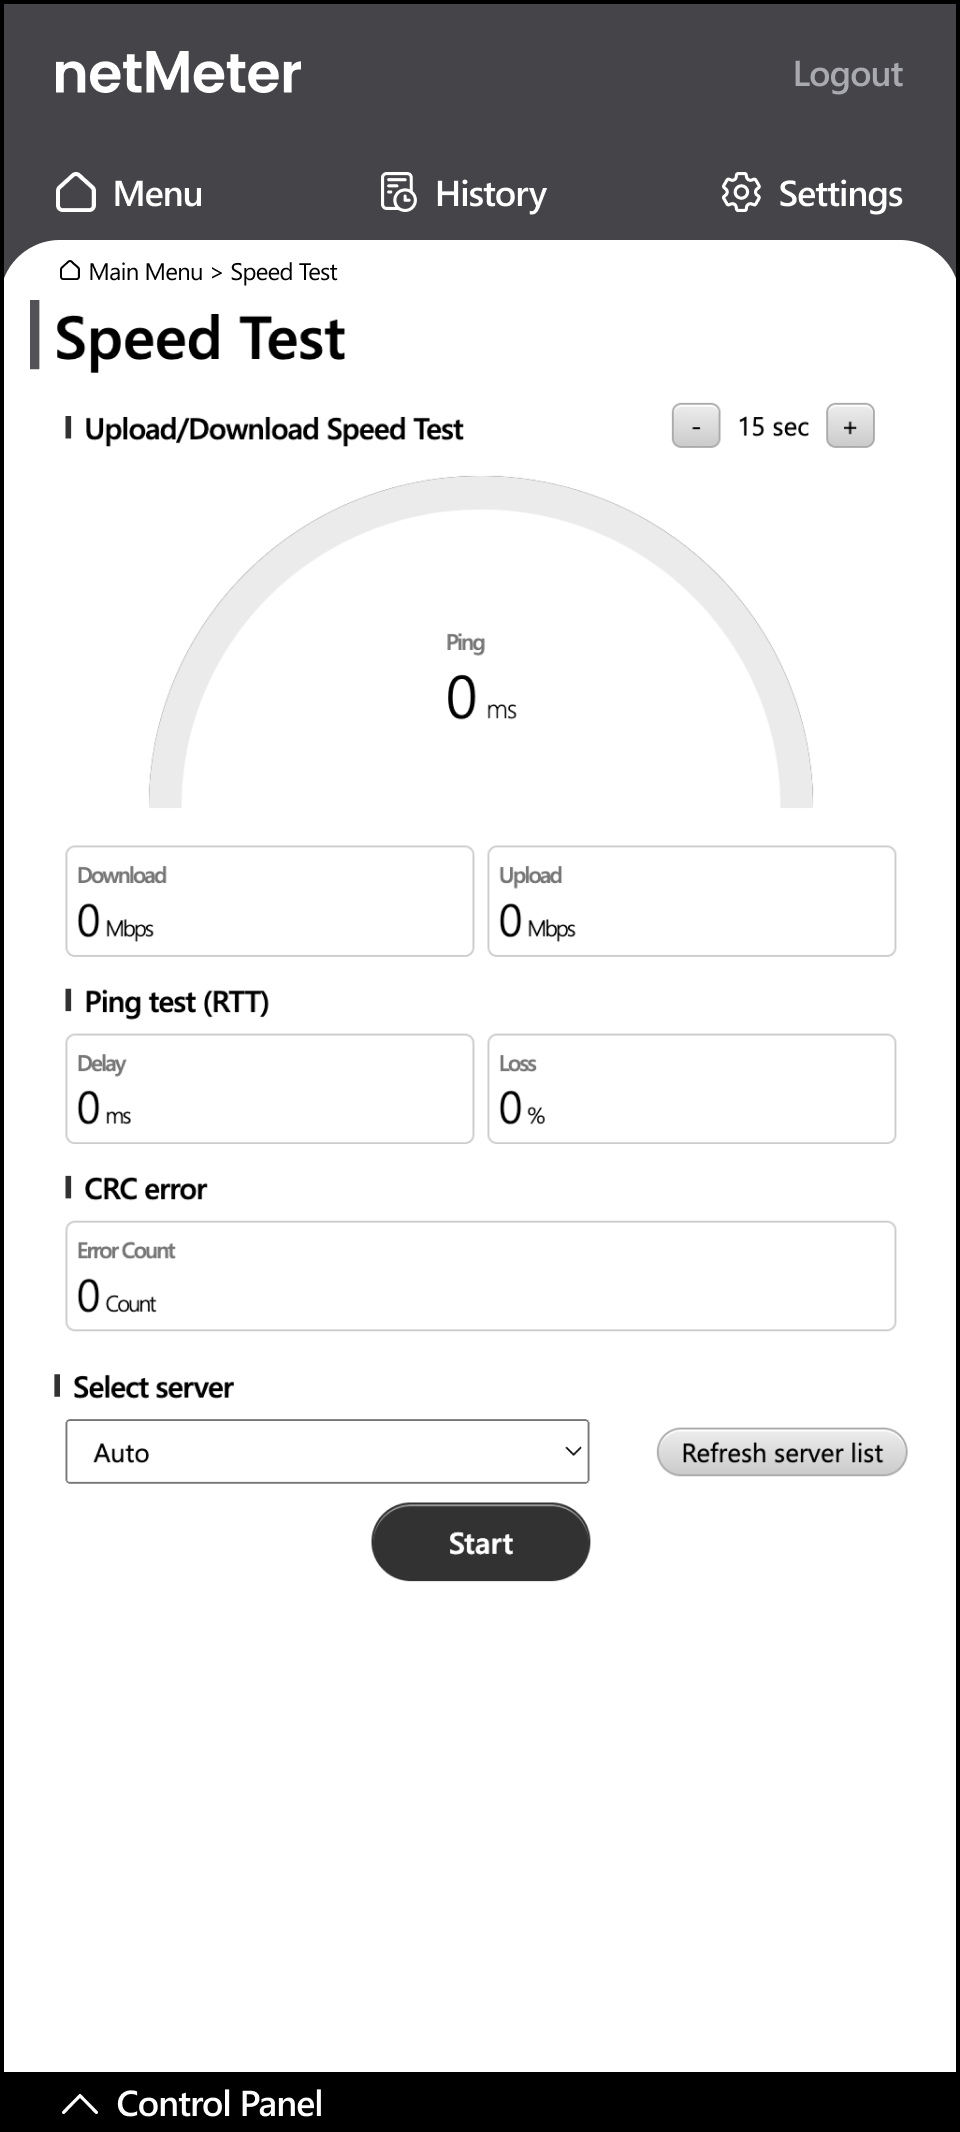 netMeter
Logout
Menu
History
Settings
Main Menu > Speed Test
Speed Test
Upload/Download Speed Test
- 15 sec +
Ping
0 ms
Download
0 Mbps
Upload
0 Mbps
Ping test (RTT)
Delay
0 ms
Loss
0 %
CRC error
Error Count
0 Count
Select server
Auto
Refresh server list
Start
Control Panel